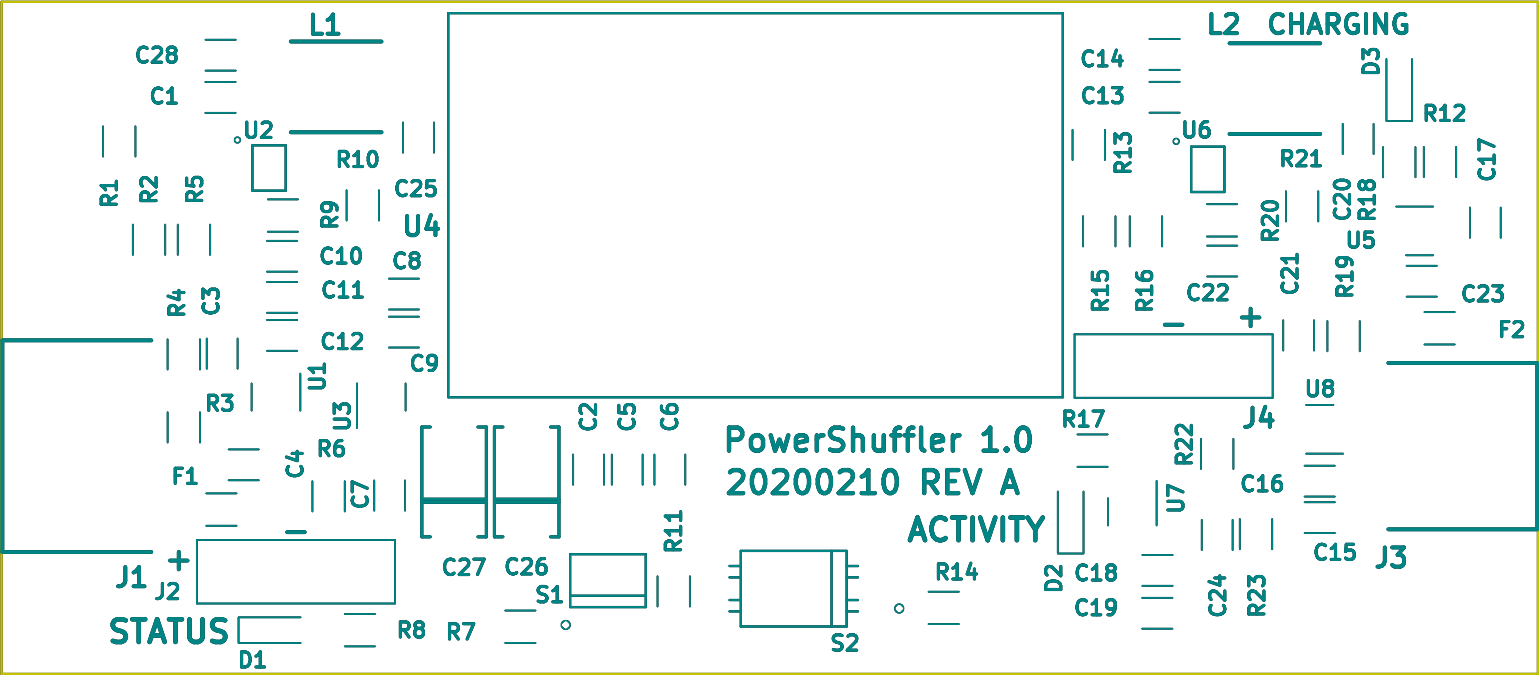 L1
L2 CHARGING
C28
C14
D3
C1
C13
R12
U2
U6
R10
R13
R21
C17
R1
R2
R5
C25
C20
R18
R9
U4
R20
U5
C10
C8
C21
R19
C11
R15
R16
C22
C23
R4
C3
- +
F2
C12
C9
U1
U8
R3
U3
C2
C5
C6
R17
J4
PowerShuffler 1.0
R22
R6
C4
F1
20200210 REV A
C16
C7
U7
ACTIVITY
R11
-
+
C15
J3
C27
C26
J1
J2
S1
R14
D2
C18
C24
R23
C19
STATUS
R8
R7
S2
D1